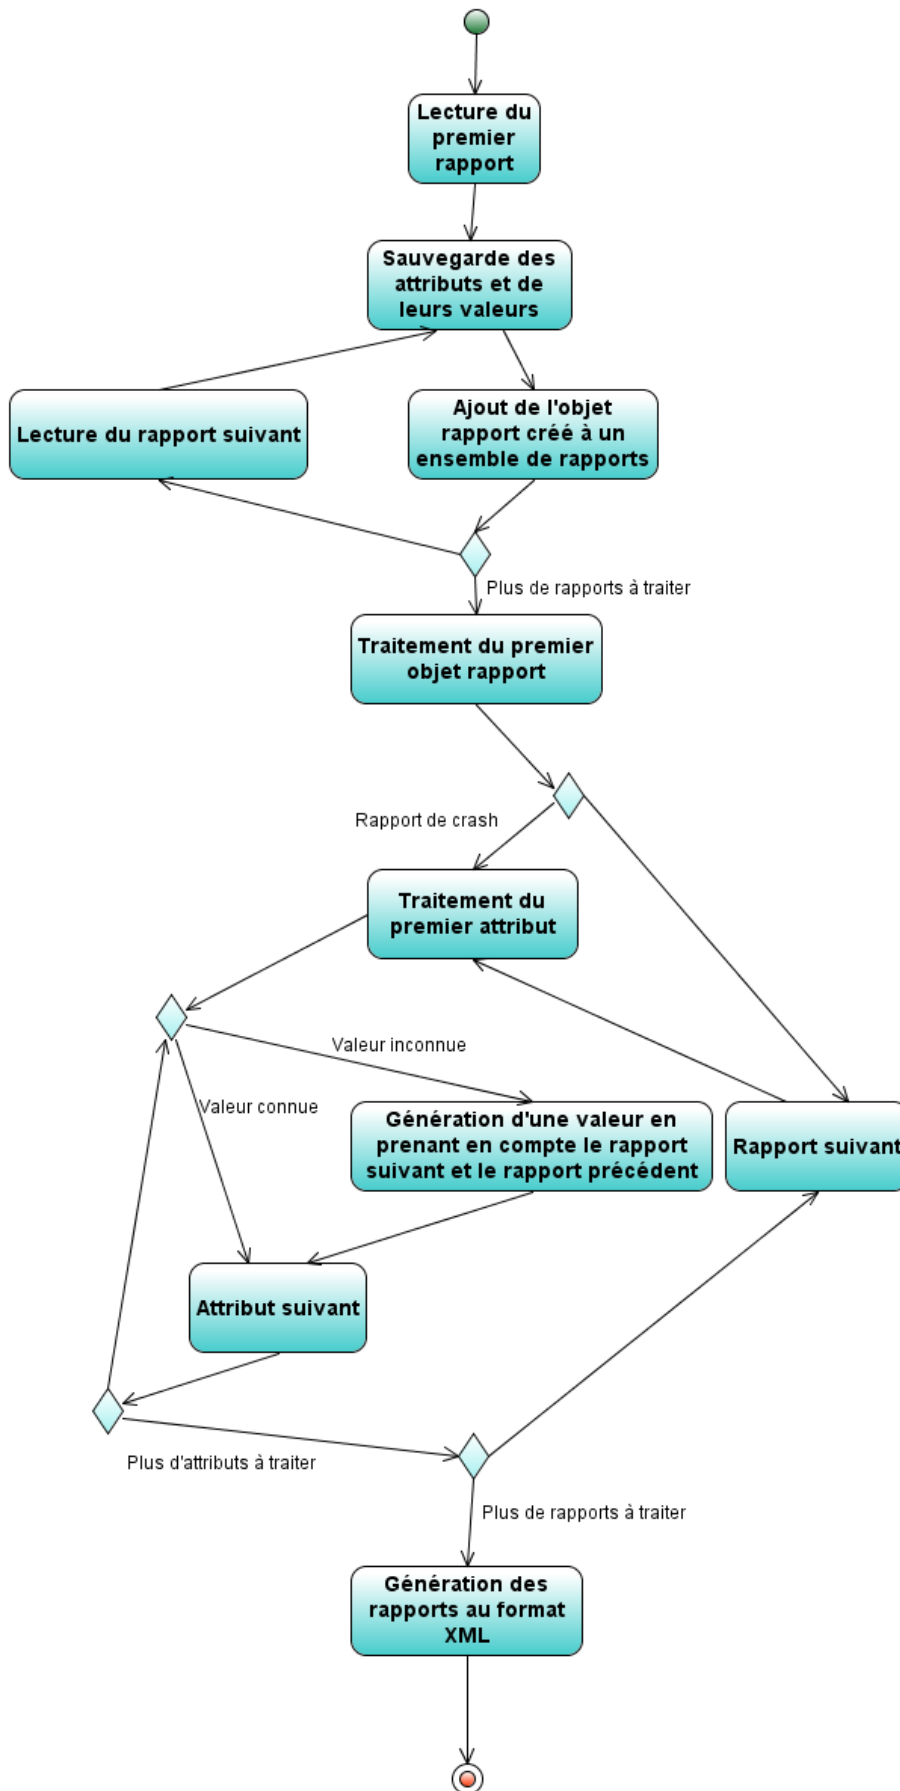 Lecture du
premier
rapport
Sauvegarde des
attributs et de
leurs valeurs
Lecture du rapport suivant
Ajout de l'objet
rapport créé à un
ensemble de rapports
Plus de rapports à traiter
Traitement du premier
objet rapport
Rapport de crash
Traitement du
premier attribut
Valeur inconnue
Valeur connue
Génération d'une valeur en
prenant en compte le rapport
suivant et le rapport précédent
Rapport suivant
Attribut suivant
Plus d'attributs à traiter
Plus de rapports à traiter
Génération des
rapports au format
XML